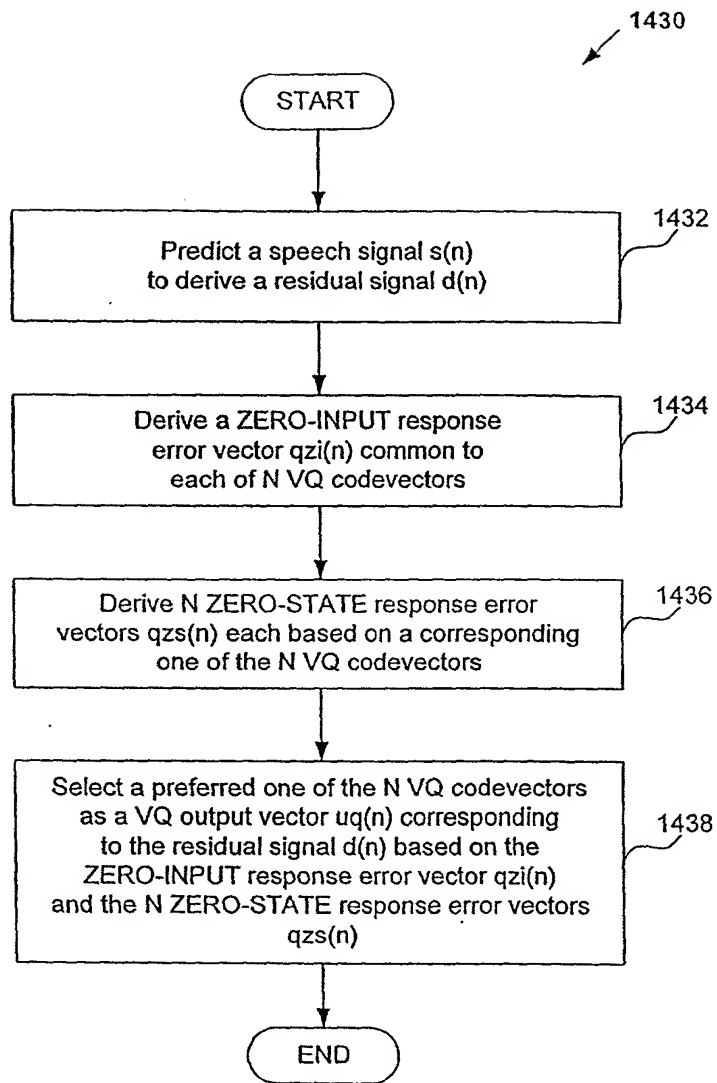 1430
START
1432
Predict a speech signal s(n)
to derive a residual signal d(n)
1434
Derive a ZERO-INPUT response
error vector qzi(n) common to
each of N VQ codevectors
1436
Derive N ZERO-STATE response error
vectors qzs(n) each based on a corresponding
one of the N VQ codevectors
1438
Select a preferred one of the N VQ codevectors
as a VQ output vector uq(n) corresponding
to the residual signal d(n) based on the
ZERO-INPUT response error vector qzi(n)
and the N ZERO-STATE response error vectors
qzs(n)
END